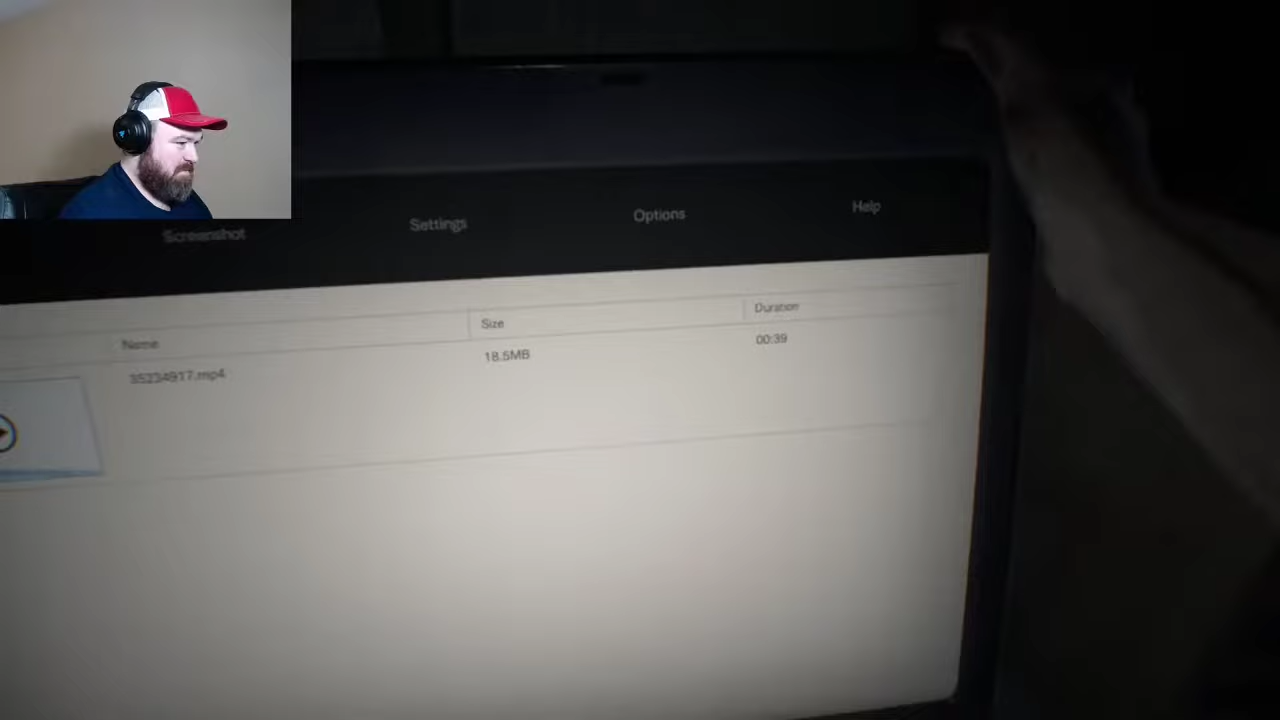 Screenshot Settings Options Help
Name Size Duration
35234917.mp4 18.5MB 00:39